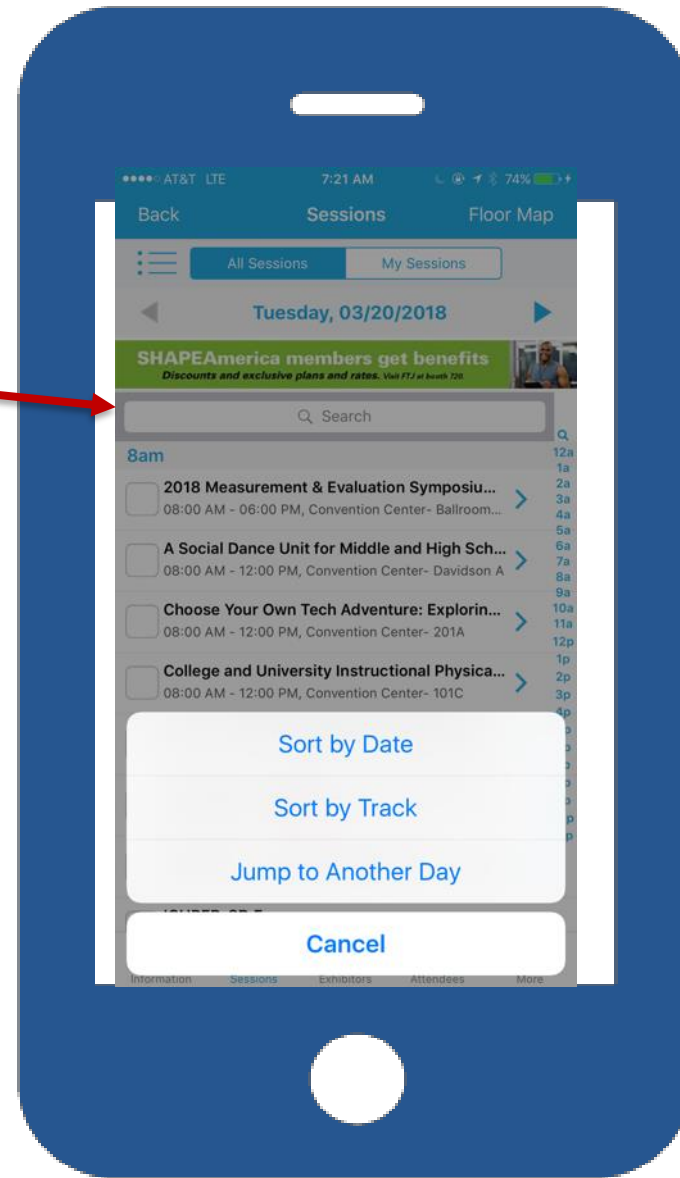 AT&T LTE 7:21 AM 74%
Back Sessions Floor Map
All Sessions My Sessions
Tuesday, 03/20/2018
SHAPEAmerica members get benefits
Discounts and exclusive plans and rates. Visit FTJ at booth 720.
Search
8am
12a
1a
2018 Measurement & Evaluation Symposiu...
2a
08:00 AM - 06:00 PM, Convention Center- Ballroom...
3a
4a
5a
A Social Dance Unit for Middle and High Sch...
6a
08:00 AM - 12:00 PM, Convention Center- Davidson A
7a
8a
9a
Choose Your Own Tech Adventure: Explorin...
10a
08:00 AM - 12:00 PM, Convention Center- 201A
11a
12p
1p
College and University Instructional Physica...
2p
08:00 AM - 12:00 PM, Convention Center- 101C
3p
4p
Sort by Date
Sort by Track
Jump to Another Day
Cancel
Information Sessions Exhibitors Attendees More